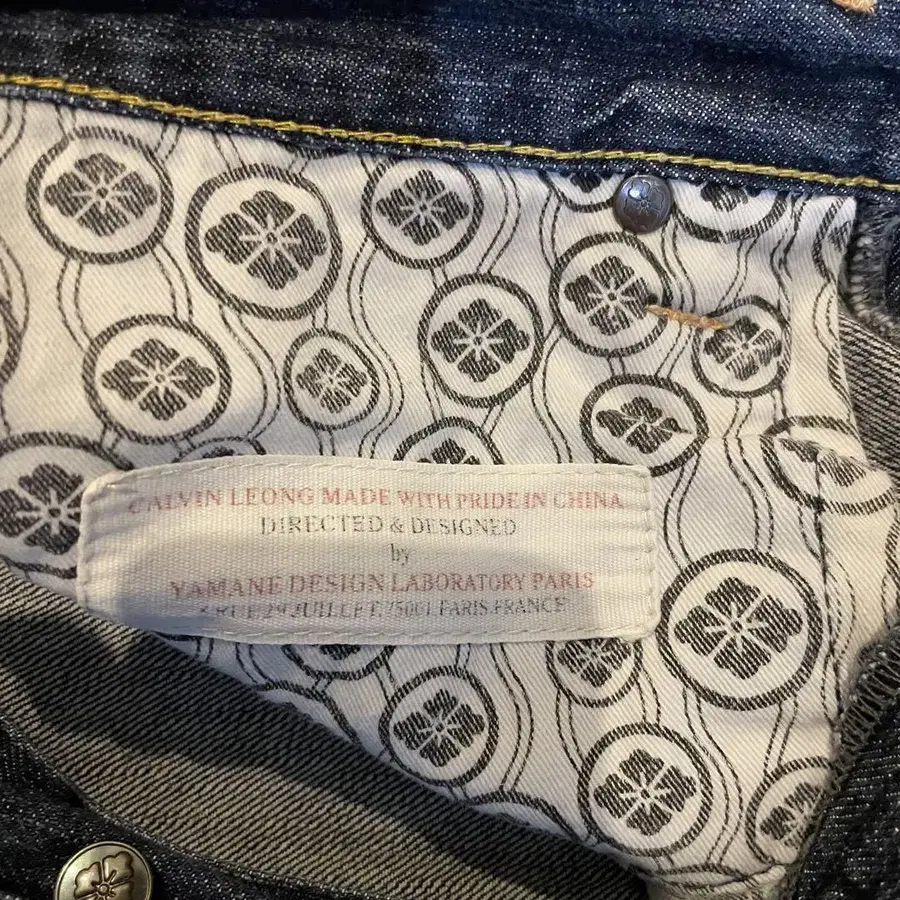 CALVIN LEONG MADE WITH PRIDE IN CHINA
DIRECTED & DESIGNED
by
YAMANE DESIGN LABORATORY PARIS
RUE 29 JUILLET, 75001, PARIS FRANCE